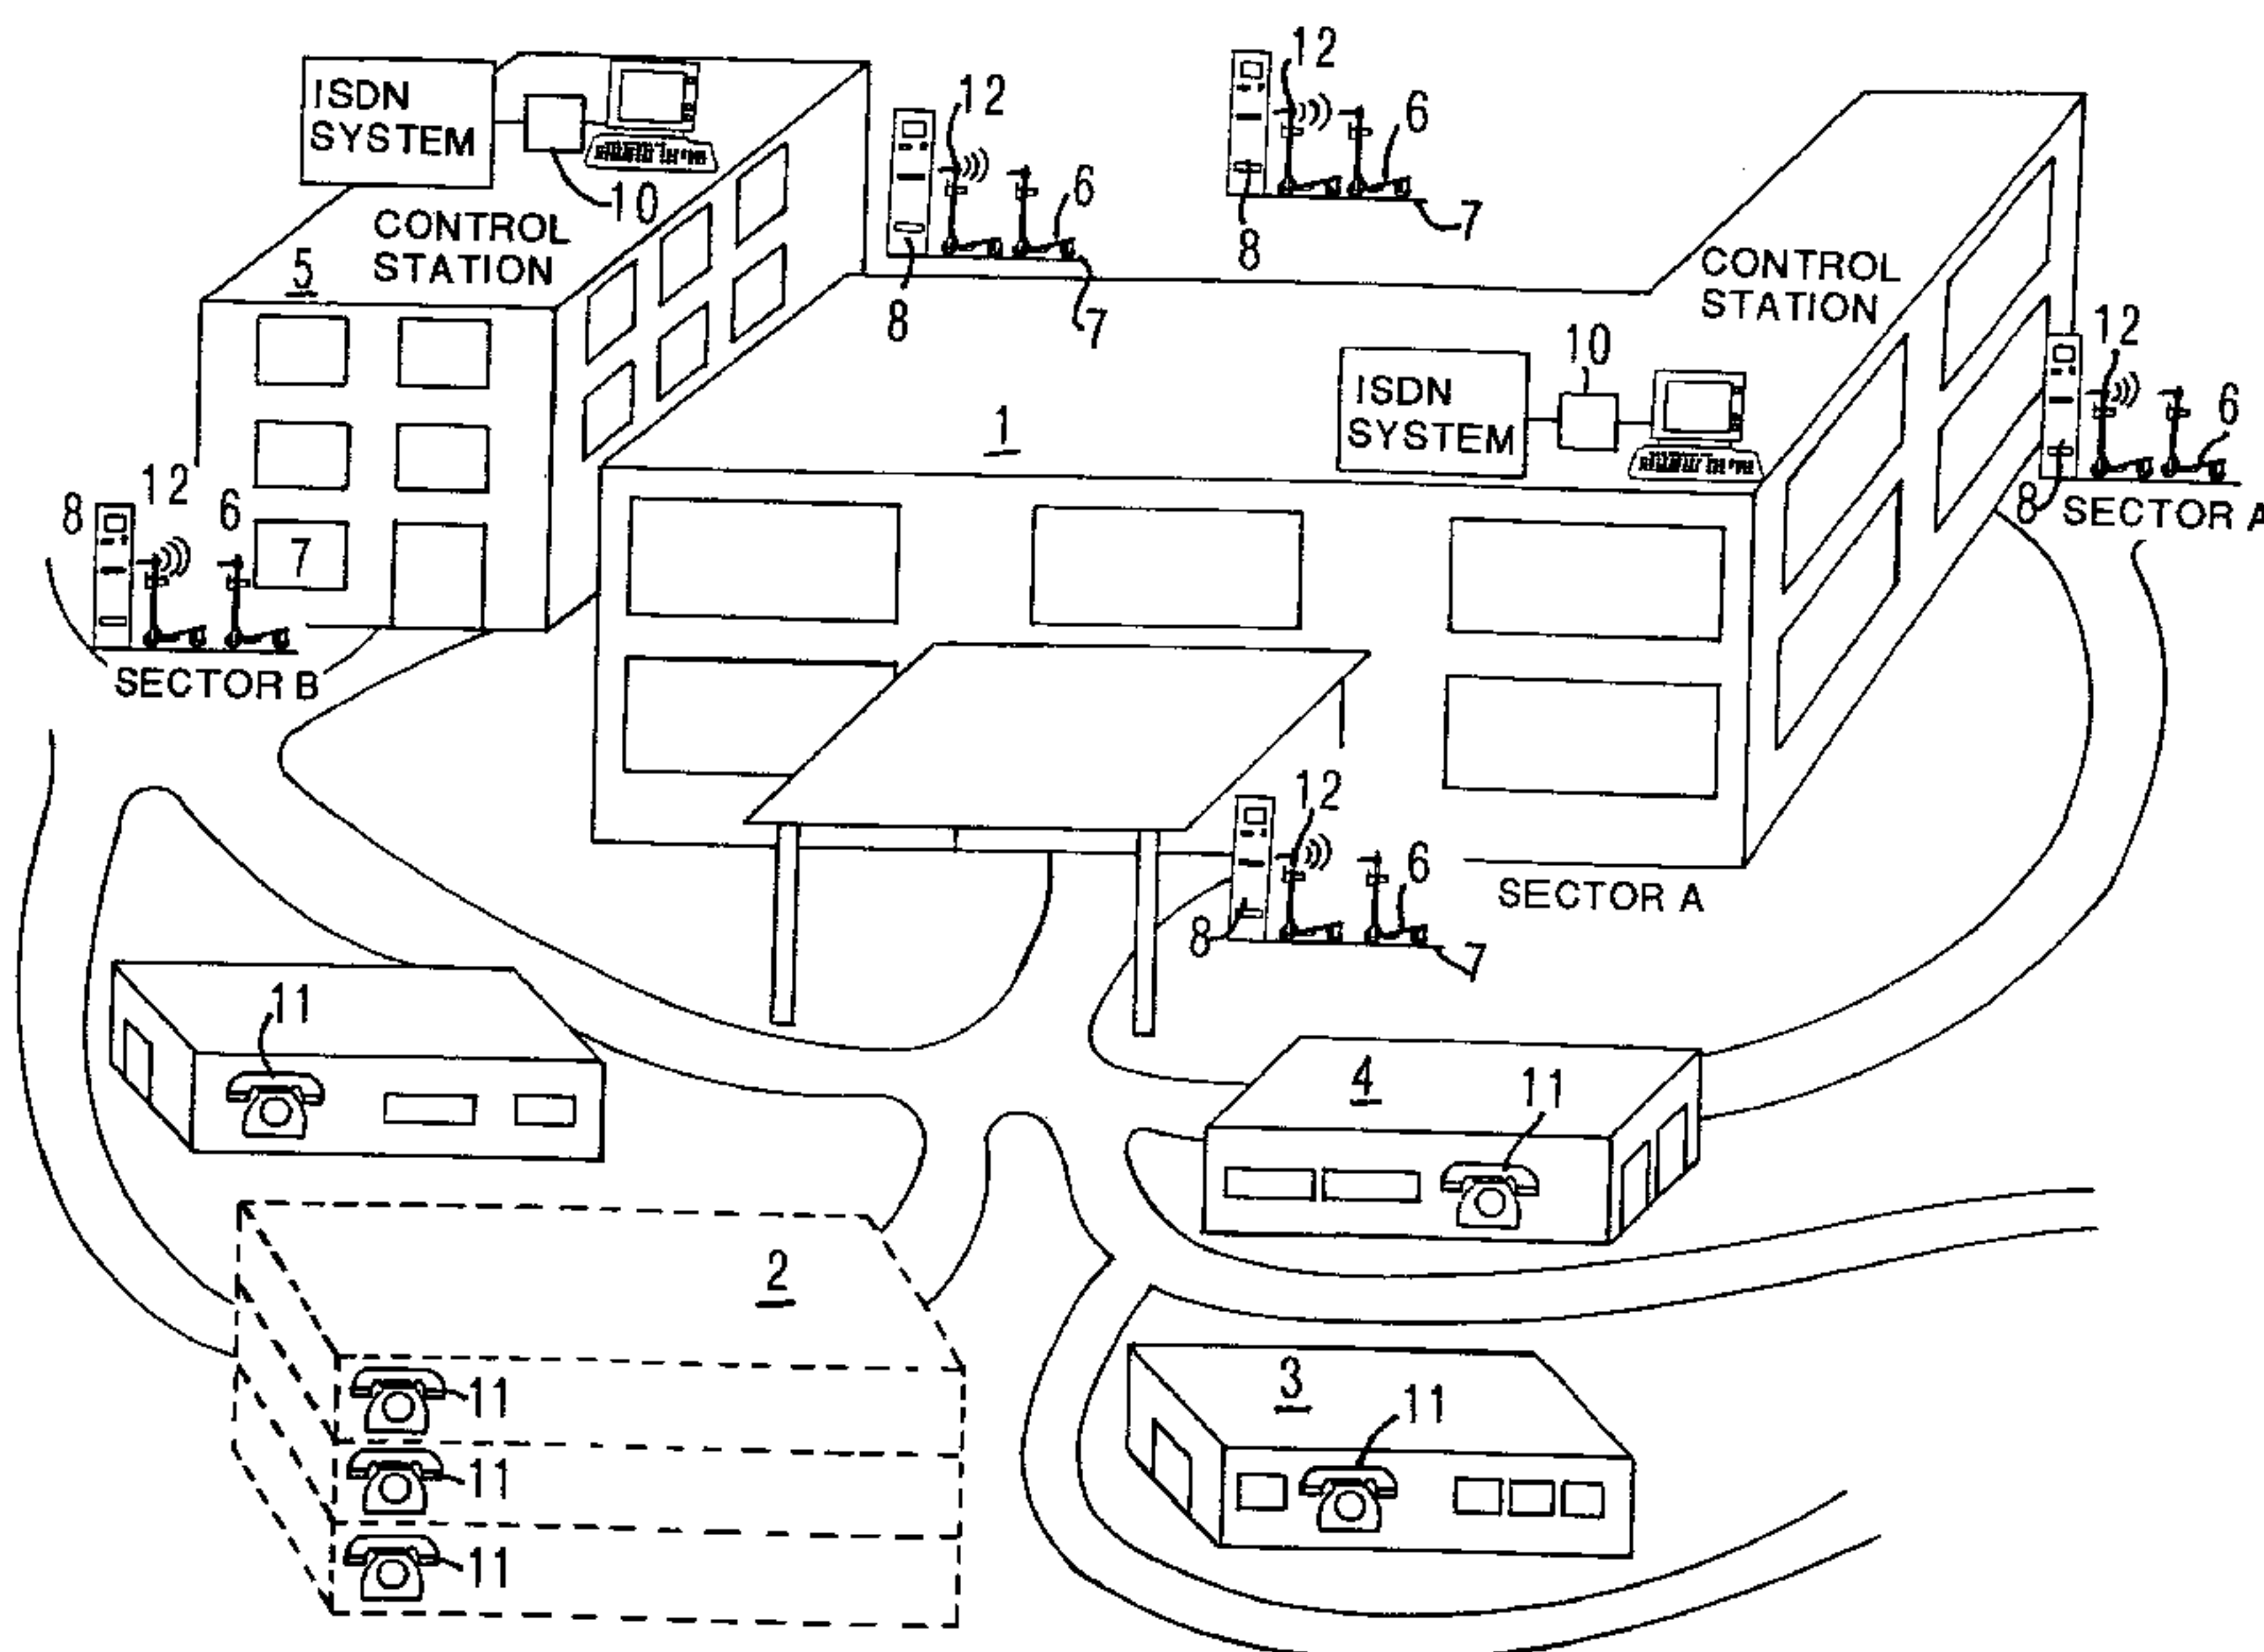 12
12
ISDN
SYSTEM
6
6
10
8
7
CONTROL
STATION
5
8
7
CONTROL
STATION
12
10
ISDN
SYSTEM
1
6
12
8
6
8
SECTOR A
7
SECTOR B
12
6
SECTOR A
8
7
11
4
11
2
3
11
11
11
11